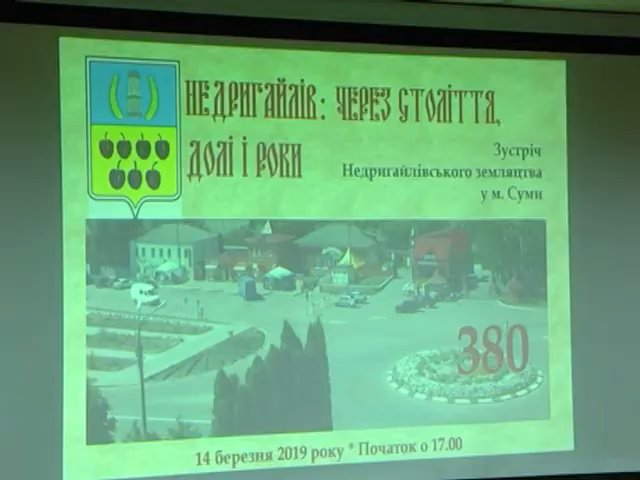 НЕДРИГАЙЛІВ: ЧЕРЕЗ СТОЛІТТЯ,
ДОЛІ І РОКИ
Зустріч
Недригайлівського земляцтва
у м. Суми
380
14 березня 2019 року * Початок о 17.00